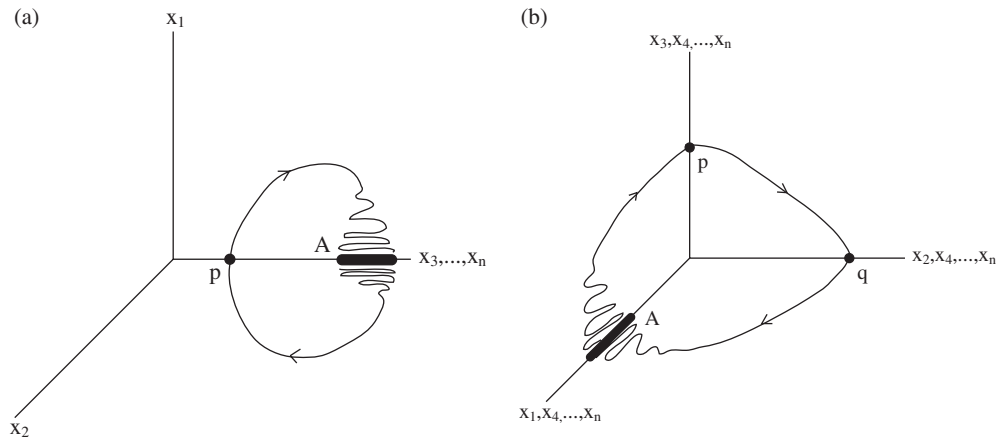 (a)
x1
A
p
x3,...,xn
x2
(b)
x3,x4,...,xn
p
x2,x4,...,xn
q
A
x1,x4,...,xn